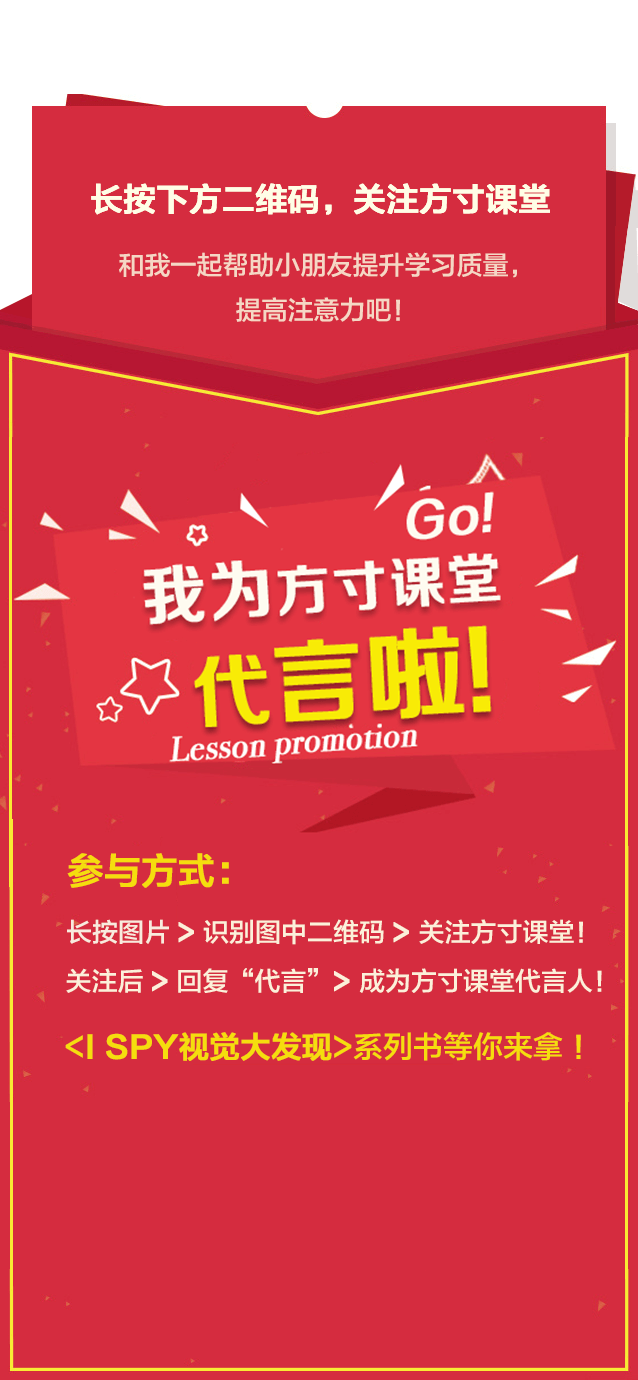 长按下方二维码，关注方寸课堂
和我一起帮助小朋友提升学习质量，
提高注意力吧！
Go!
我为方寸课堂
代言啦!
Lesson promotion
参与方式：
长按图片 > 识别图中二维码 > 关注方寸课堂！
关注后 > 回复“代言” > 成为方寸课堂代言人！
<I SPY视觉大发现>系列书等你来拿！